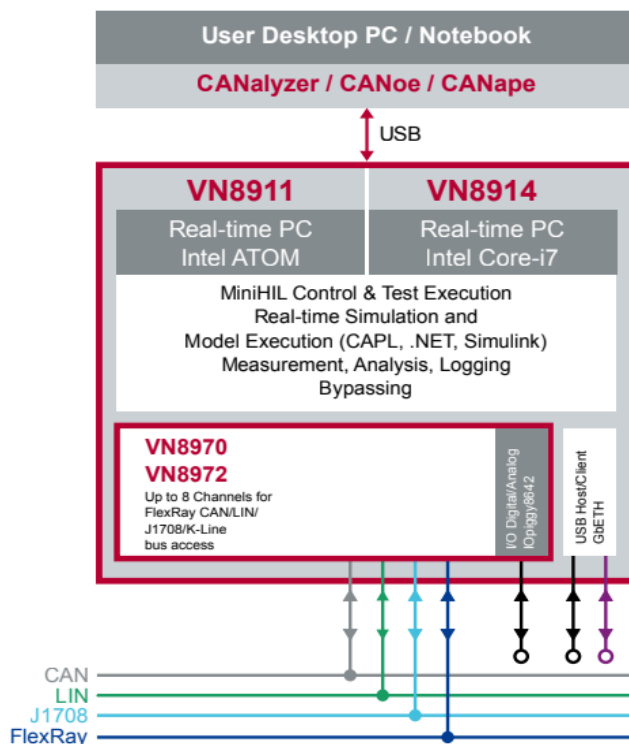 User Desktop PC / Notebook
CANalyzer / CANoe / CANape
USB
VN8911
Real-time PC
Intel ATOM
VN8914
Real-time PC
Intel Core-i7
MiniHIL Control & Test Execution
Real-time Simulation and
Model Execution (CAPL, .NET, Simulink)
Measurement, Analysis, Logging
Bypassing
VN8970
VN8972
Up to 8 Channels for
FlexRay CAN/LIN/
J1708/K-Line
bus access
I/O Digital/Analog
IOpiggy8642
USB Host/Client
GbETH
CAN
LIN
J1708
FlexRay